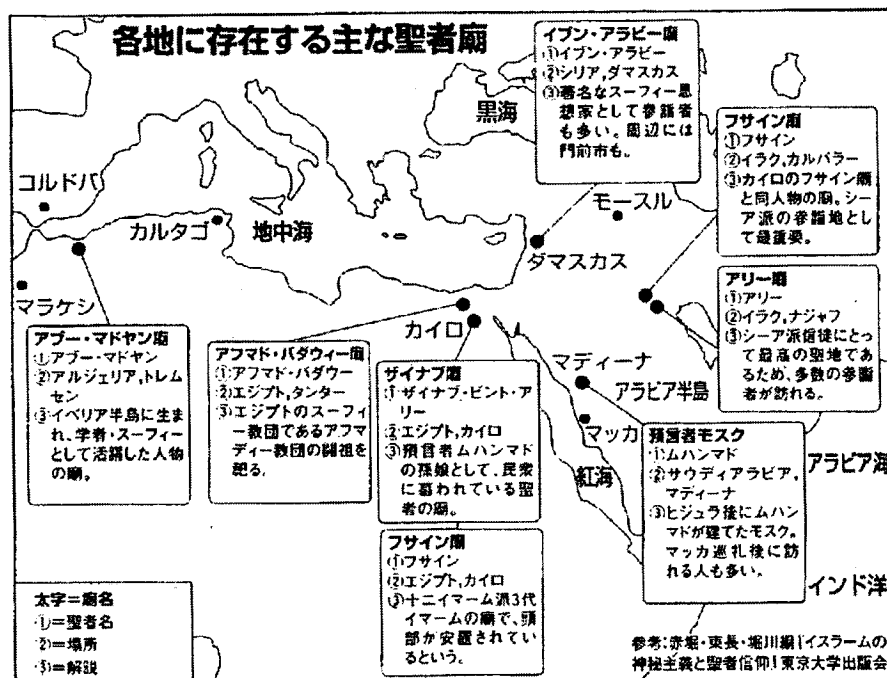 各地に存在する主な聖者廟
イブン・アラビー廟
①イブン・アラビー
②シリア,ダマスカス
③著名なスーフィー思
想家として参詣者
も多い。周辺には
門前市も。
黒海
フサイン廟
①フサイン
②イラク,カルバラー
③カイロのフサイン廟
と同人物の廟。シー
ア派の参詣地とし
て最重要。
コルドバ
カルタゴ
地中海
モースル
ダマスカス
マラケシ
カイロ
アリー廟
①アリー
②イラク,ナジャフ
③シーア派信徒にとっ
て最高の聖地であ
るため、多数の参詣
者が訪れる。
アブー・マドヤン廟
①アブー・マドヤン
②アルジェリア,トレム
セン
③イベリア半島に生ま
れ、学者・スーフィー
として活躍した人物
の廟。
アフマド・バダウィー廟
①アフマド・バダウー
②エジプト,タンター
③エジプトのスーフィ
ー教団であるアフマ
ディー教団の開祖を
祀る。
ザイナブ廟
①ザイナブ・ビント・ア
リー
②エジプト,カイロ
③預言者ムハンマド
の孫娘として、民衆
に慕われている聖
者の廟。
マディーナ
アラビア半島
マッカ
紅海
預言者モスク
①ムハンマド
②サウディアラビア,
マディーナ
③ヒジュラ後にムハン
マドが建てたモスク。
マッカ巡礼後に訪
れる人も多い。
アラビア海
フサイン廟
①フサイン
②エジプト,カイロ
③十二イマーム派3代
イマームの廟で、頭
部が安置されてい
るという。
インド洋
太字=廟名
①=聖者名
②=場所
③=解説
参考:赤堀・東長・堀川編『イスラームの
神秘主義と聖者信仰』東京大学出版会